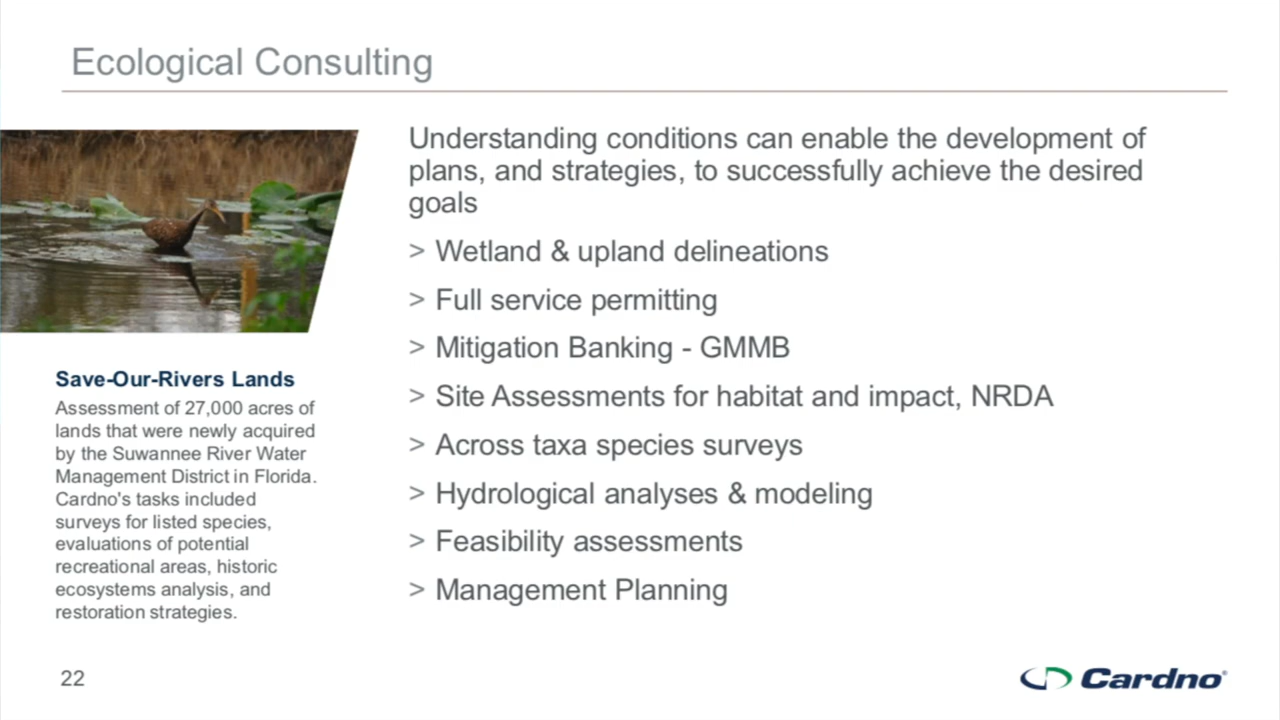 Ecological Consulting
Understanding conditions can enable the development of
plans, and strategies, to successfully achieve the desired
goals
> Wetland & upland delineations
> Full service permitting
> Mitigation Banking - GMMB
> Site Assessments for habitat and impact, NRDA
> Across taxa species surveys
> Hydrological analyses & modeling
> Feasibility assessments
> Management Planning
Save-Our-Rivers Lands
Assessment of 27,000 acres of
lands that were newly acquired
by the Suwannee River Water
Management District in Florida.
Cardno's tasks included
surveys for listed species,
evaluations of potential
recreational areas, historic
ecosystems analysis, and
restoration strategies.
22
Cardno®